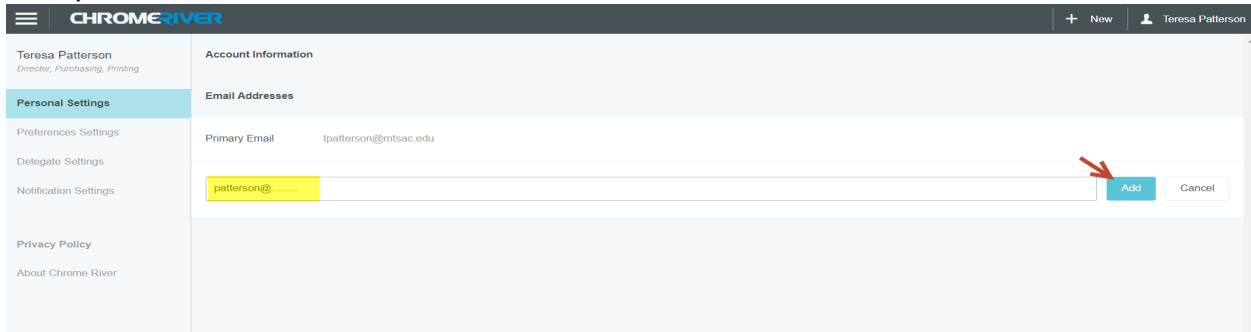 CHROMERIVER
+ New
Teresa Patterson
Teresa Patterson
Director, Purchasing, Printing
Personal Settings
Preferences Settings
Delegate Settings
Notification Settings
Privacy Policy
About Chrome River
Account Information
Email Addresses
Primary Email tpatterson@mtsac.edu
patterson@.........
Add
Cancel